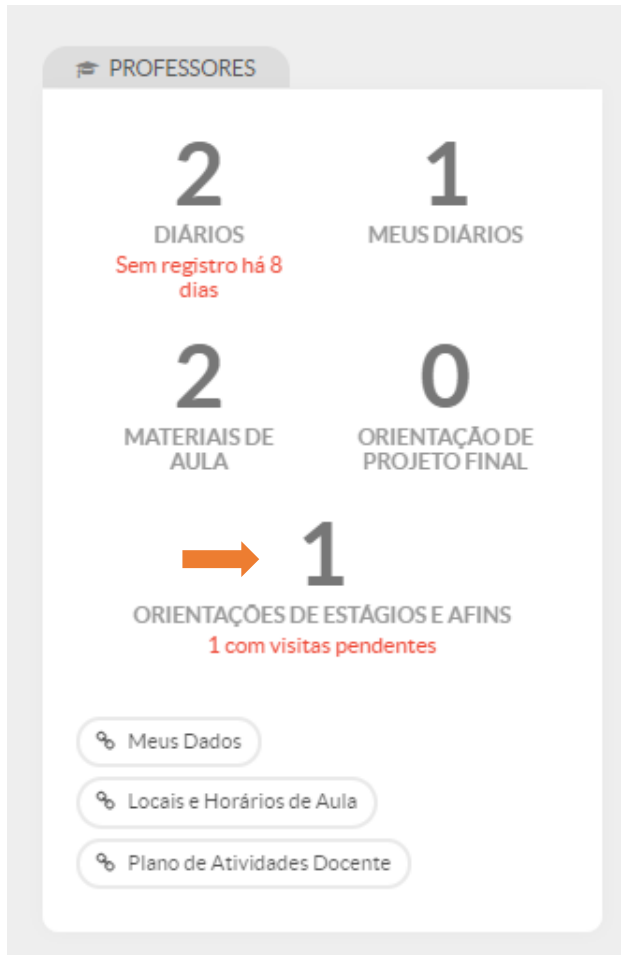 PROFESSORES
2
DIÁRIOS
Sem registro há 8
dias
1
MEUS DIÁRIOS
2
MATERIAIS DE
AULA
0
ORIENTAÇÃO DE
PROJETO FINAL
1
ORIENTAÇÕES DE ESTÁGIOS E AFINS
1 com visitas pendentes
Meus Dados
Locais e Horários de Aula
Plano de Atividades Docente